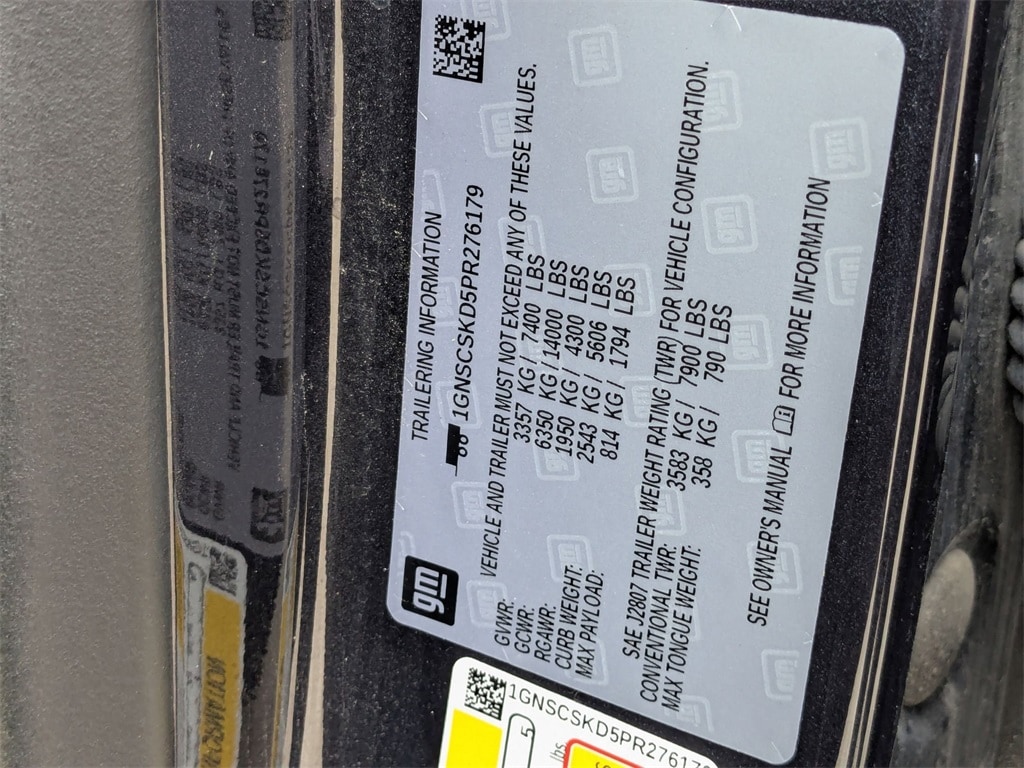 gm
TRAILERING INFORMATION
68 1GNSCSKD5PR276179
VEHICLE AND TRAILER MUST NOT EXCEED ANY OF THESE VALUES.
GVWR: 3357 KG / 7400 LBS
GCWR: 6350 KG / 14000 LBS
RGAWR: 1950 KG / 4300 LBS
CURB WEIGHT: 2543 KG / 5606 LBS
MAX PAYLOAD: 814 KG / 1794 LBS
SAE J2807 TRAILER WEIGHT RATING (TWR) FOR VEHICLE CONFIGURATION.
CONVENTIONAL TWR: 3583 KG / 7900 LBS
MAX TONGUE WEIGHT: 358 KG / 790 LBS
SEE OWNER'S MANUAL FOR MORE INFORMATION
1GNSCSKD5PR276179
5
lbs